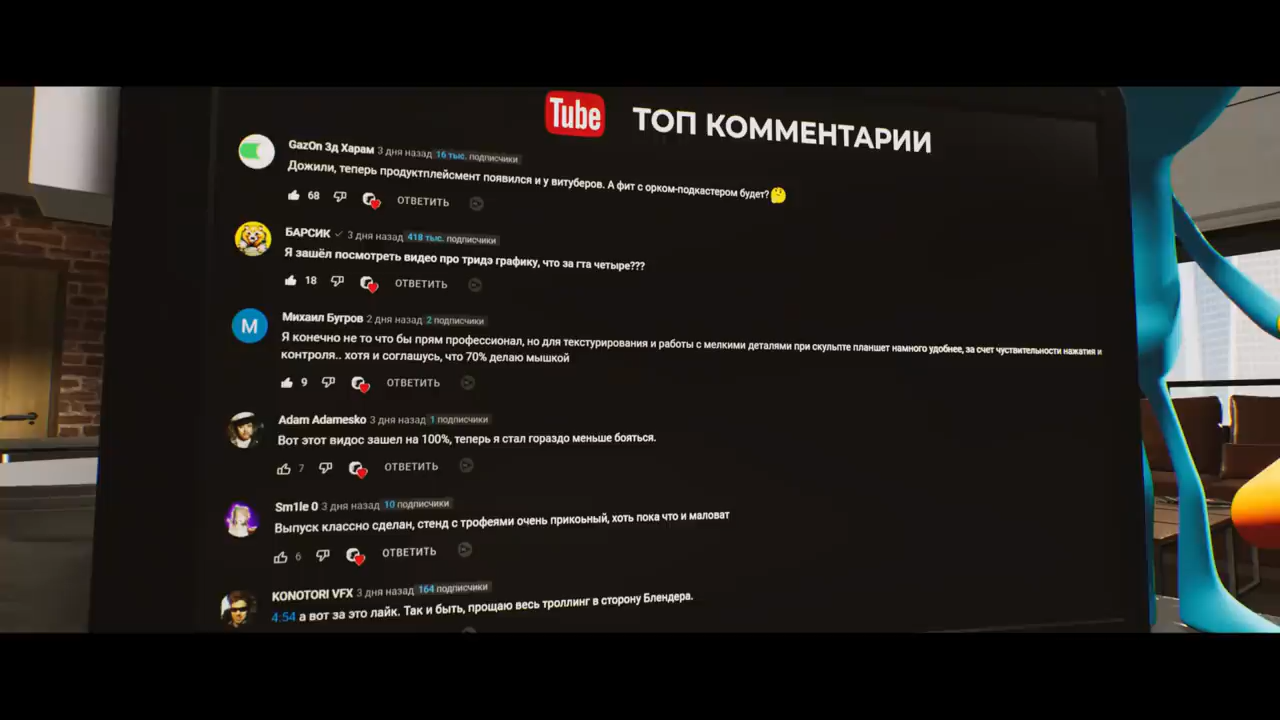 Tube ТОП КОММЕНТАРИИ
GazOn 3д Харам 3 дня назад 16 тыс. подписчики
Дожили, теперь продуктплейсмент появился и у витуберов. А фит с орком-подкастером будет?
68 ОТВЕТИТЬ
БАРСИК 3 дня назад 418 тыс. подписчики
Я зашёл посмотреть видео про тридэ графику, что за гта четыре???
18 ОТВЕТИТЬ
М
Михаил Бугров 2 дня назад 2 подписчики
Я конечно не то что бы прям профессионал, но для текстурирования и работы с мелкими деталями при скульпте планшет намного удобнее, за счет чуствительности нажатия и
контроля.. хотя и соглашусь, что 70% делаю мышкой
9 ОТВЕТИТЬ
Adam Adamesko 3 дня назад 1 подписчики
Вот этот видос зашел на 100%, теперь я стал гораздо меньше бояться.
7 ОТВЕТИТЬ
Sm1le 0 3 дня назад 10 подписчики
Выпуск классно сделан, стенд с трофеями очень прикоьный, хоть пока что и маловат
6 ОТВЕТИТЬ
KONOTORI VFX 3 дня назад 164 подписчики
4:54 а вот за это лайк. Так и быть, прощаю весь троллинг в сторону Блендера.